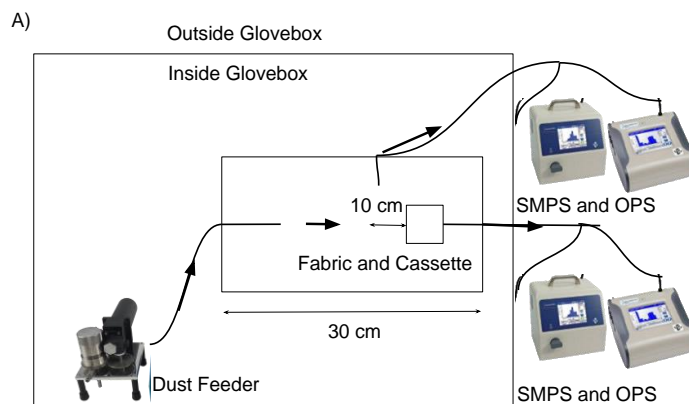 A)
Outside Glovebox
Inside Glovebox
10 cm
SMPS and OPS
Fabric and Cassette
30 cm
Dust Feeder
SMPS and OPS